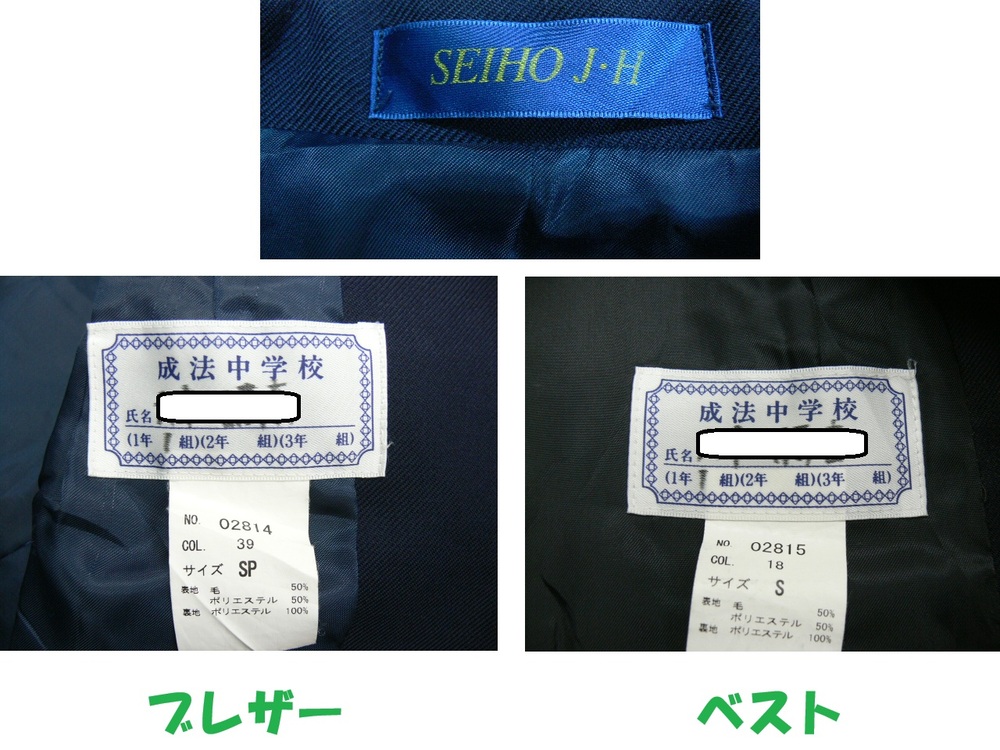 SEIHO J・H
成法中学校
氏名
(1年 1 組)(2年 組)(3年 組)
NO. 02814
COL. 39
サイズ SP
表地 毛 50%
ポリエステル 50%
裏地 ポリエステル 100%
成法中学校
氏名
(1年 1 組)(2年 組)(3年 組)
NO. 02815
COL. 18
サイズ S
表地 毛 50%
ポリエステル 50%
裏地 ポリエステル 100%
ブレザー
ベスト